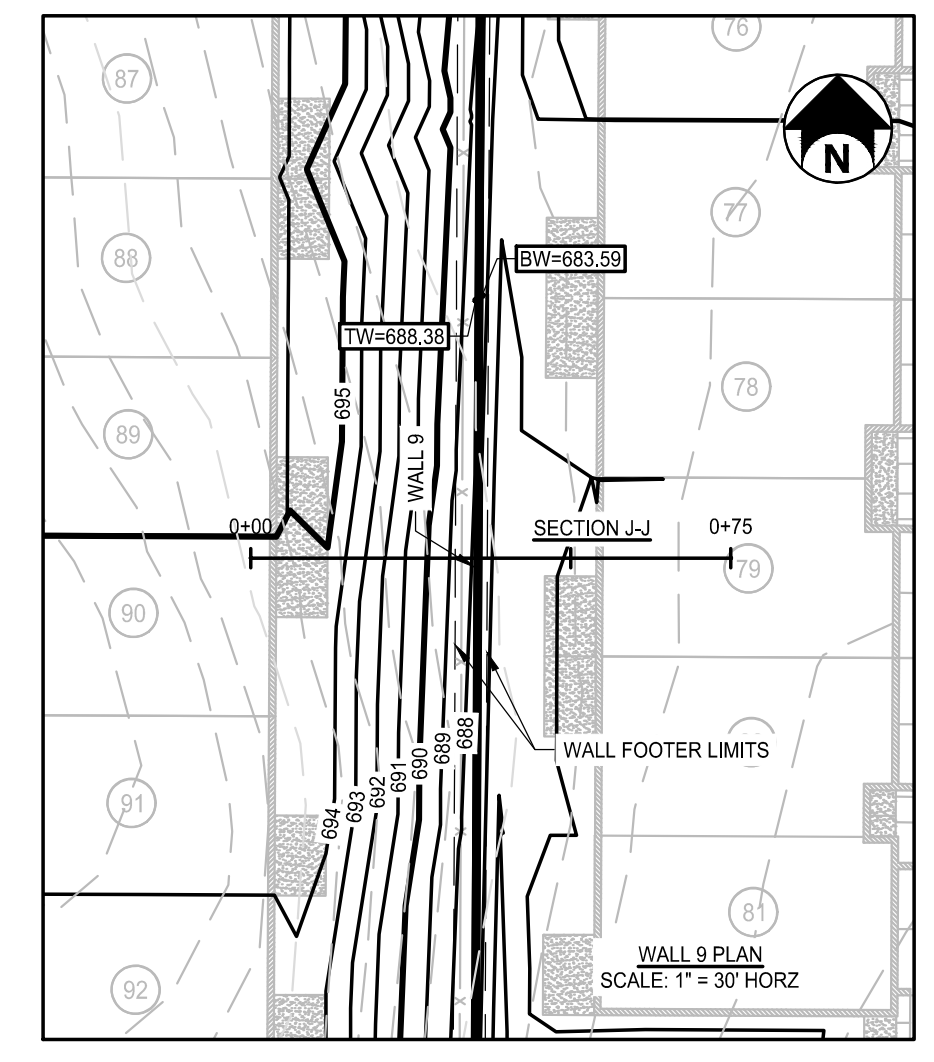 76
87
N
77
88
BW=683.59
TW=688.38
78
695
89
WALL 9
0+00
SECTION J-J
0+75
79
90
688
689
690
691
692
693
694
WALL FOOTER LIMITS
91
81
WALL 9 PLAN
SCALE: 1" = 30' HORZ
92